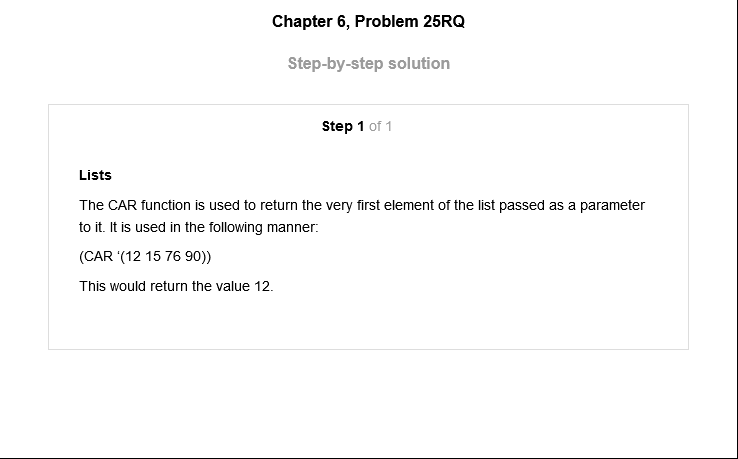 Chapter 6, Problem 25RQ
Step-by-step solution
Step 1 of 1
Lists
The CAR function is used to return the very first element of the list passed as a parameter
to it. It is used in the following manner:
(CAR ‘(12 15 76 90))
This would return the value 12.